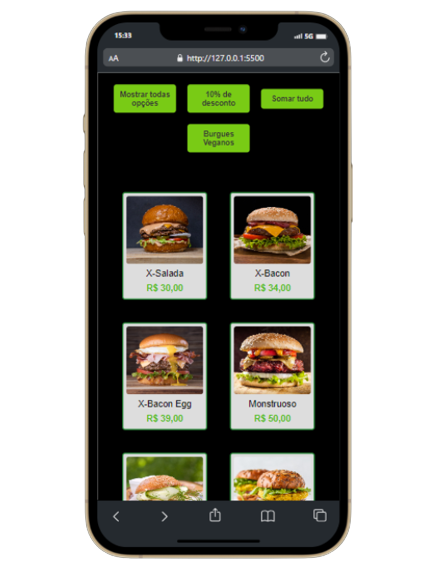 15:33
5G
AA
http://127.0.0.1:5500
Mostrar todas
opções
10% de
desconto
Somar tudo
Burgues
Veganos
X-Salada
X-Bacon
R$ 30,00
R$ 34,00
X-Bacon Egg
Monstruoso
R$ 39,00
R$ 50,00